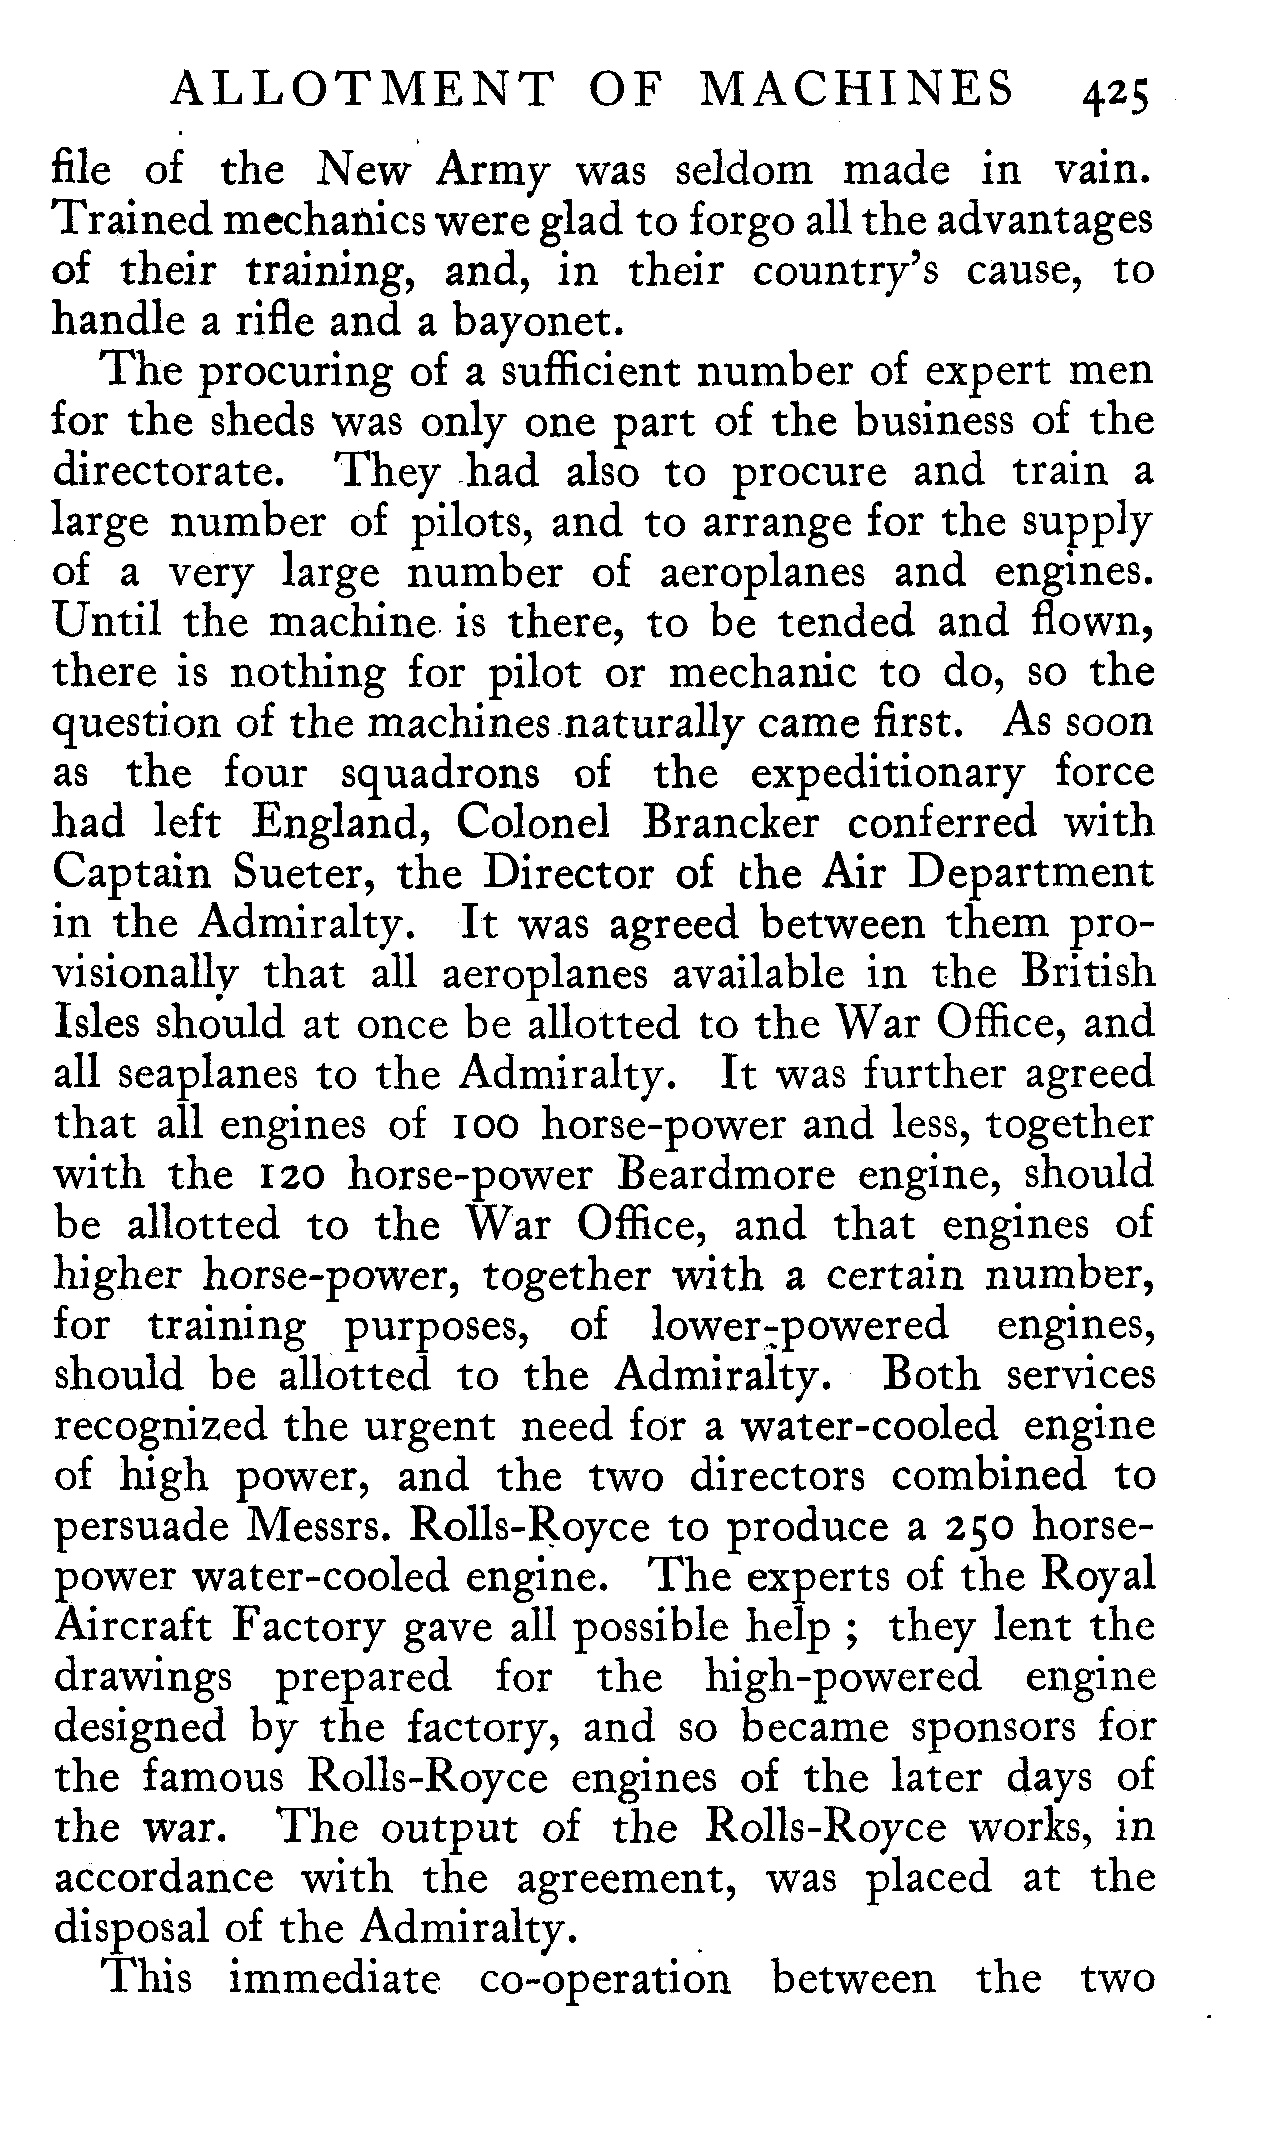 ALLOTMENT OF MACHINES 425
file of the New Army was seldom made in vain.
Trained mechanics were glad to forgo all the advantages
of their training, and, in their country's cause, to
handle a rifle and a bayonet.
The procuring of a sufficient number of expert men
for the sheds was only one part of the business of the
directorate. They had also to procure and train a
large number of pilots, and to arrange for the supply
of a very large number of aeroplanes and engines.
Until the machine is there, to be tended and flown,
there is nothing for pilot or mechanic to do, so the
question of the machines naturally came first. As soon
as the four squadrons of the expeditionary force
had left England, Colonel Brancker conferred with
Captain Sueter, the Director of the Air Department
in the Admiralty. It was agreed between them pro-
visionally that all aeroplanes available in the British
Isles should at once be allotted to the War Office, and
all seaplanes to the Admiralty. It was further agreed
that all engines of 100 horse-power and less, together
with the 120 horse-power Beardmore engine, should
be allotted to the War Office, and that engines of
higher horse-power, together with a certain number,
for training purposes, of lower-powered engines,
should be allotted to the Admiralty. Both services
recognized the urgent need for a water-cooled engine
of high power, and the two directors combined to
persuade Messrs. Rolls-Royce to produce a 250 horse-
power water-cooled engine. The experts of the Royal
Aircraft Factory gave all possible help ; they lent the
drawings prepared for the high-powered engine
designed by the factory, and so became sponsors for
the famous Rolls-Royce engines of the later days of
the war. The output of the Rolls-Royce works, in
accordance with the agreement, was placed at the
disposal of the Admiralty.
This immediate co-operation between the two